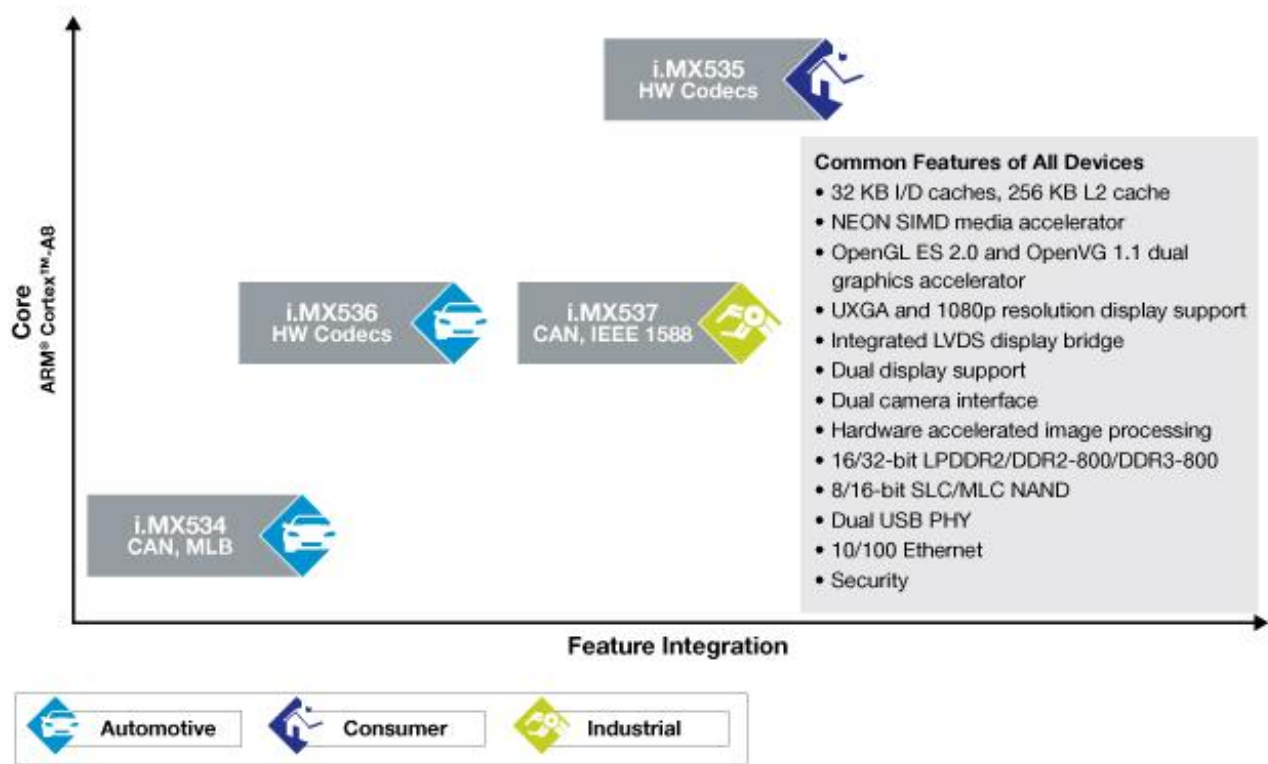 i.MX535
HW Codecs
Common Features of All Devices
• 32 KB I/D caches, 256 KB L2 cache
• NEON SIMD media accelerator
• OpenGL ES 2.0 and OpenVG 1.1 dual
graphics accelerator
• UXGA and 1080p resolution display support
• Integrated LVDS display bridge
• Dual display support
• Dual camera interface
• Hardware accelerated image processing
• 16/32-bit LPDDR2/DDR2-800/DDR3-800
• 8/16-bit SLC/MLC NAND
• Dual USB PHY
• 10/100 Ethernet
• Security
Core
ARM® Cortex™-A8
i.MX536
HW Codecs
i.MX537
CAN, IEEE 1588
i.MX534
CAN, MLB
Feature Integration
Automotive
Consumer
Industrial